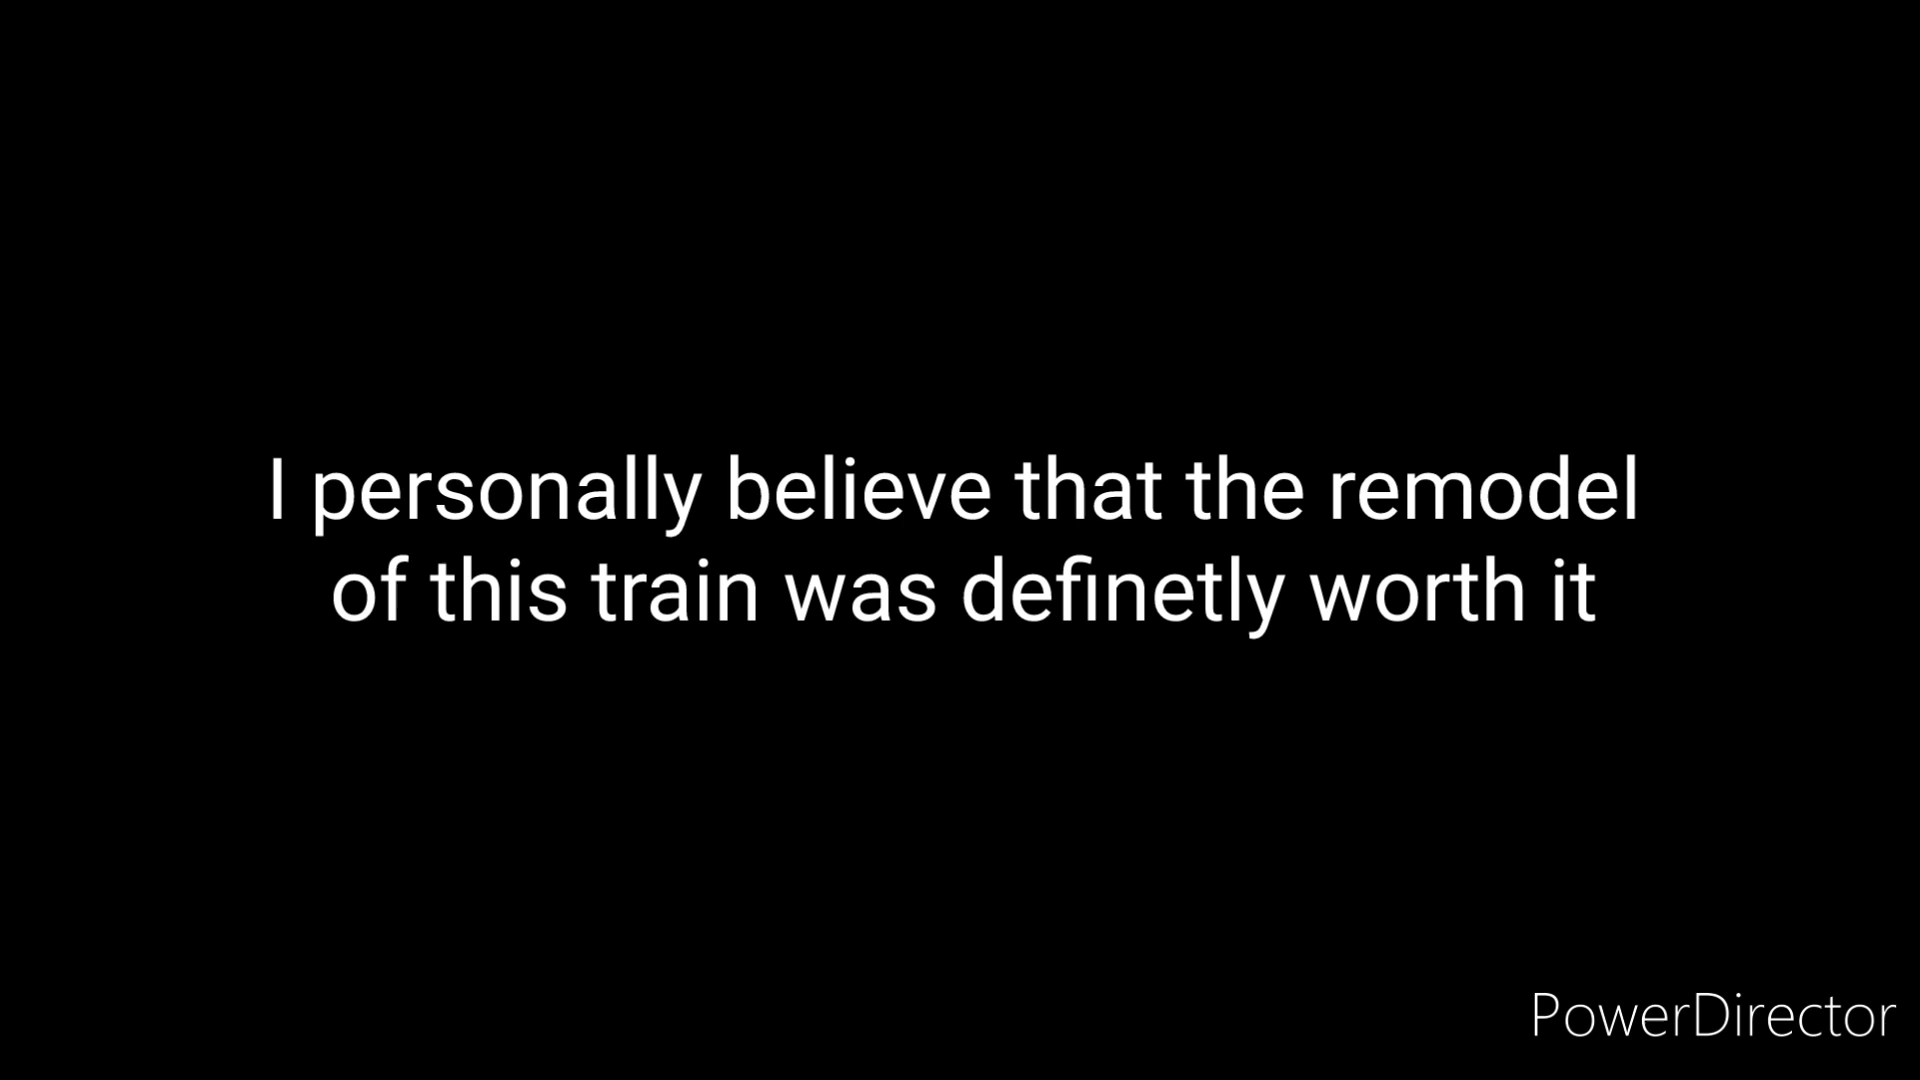 I personally believe that the remodel
of this train was definetly worth it
PowerDirector